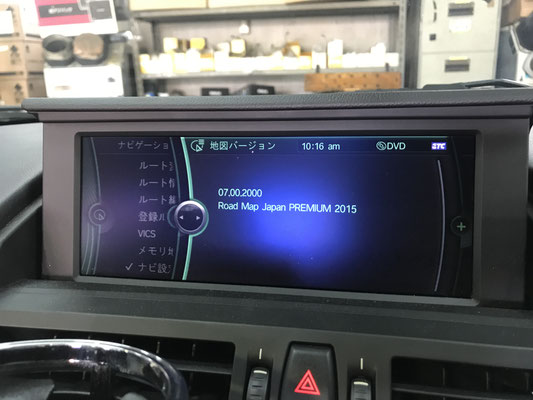 ナビゲーショ
地図バージョン
10:16 am
DVD
ルート
ルート
ルート
登録ル
VICS
メモリ
✓ ナビ設
07.00.2000
Road Map Japan PREMIUM 2015